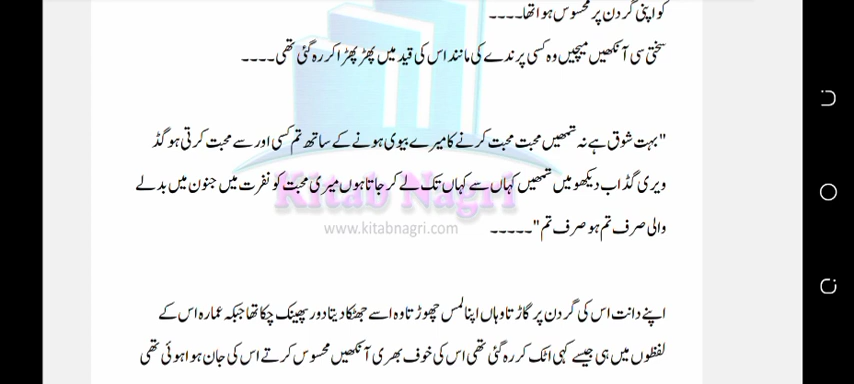 کو اپنی گردن پر محسوس ہوا تھا۔۔۔۔
سختی سی آنکھیں میچیں وہ کسی پرندے کی مانند اس کی قید میں پھڑ پھڑا کر رہ گئی تھی۔۔۔۔
"بہت شوق ہے نہ تمھیں محبت محبت کرنے کا میرے بیوی ہونے کے ساتھ تم کسی اور سے محبت کرتی ہو گڈ
ویری گڈ اب دیکھو میں تمھیں کہاں سے کہاں تک لے کر جاتا ہوں میری محبت کو نفرت میں جنون میں بدلے
والی صرف تم ہو صرف تم"۔۔۔۔۔
Kitab Nagri
www.kitabnagri.com
اپنے دانت اس کی گردن پر گاڑتا وہاں اپنا لمس چھوڑتا وہ اسے جھٹکا دیتا دور پھینک چکا تھا جبکہ عمارہ اس کے
لفظوں میں ہی جیسے کہی اٹک کر رہ گئی تھی اس کی خوف بھری آنکھیں محسوس کرتے اس کی جان ہوا ہوئی تھی